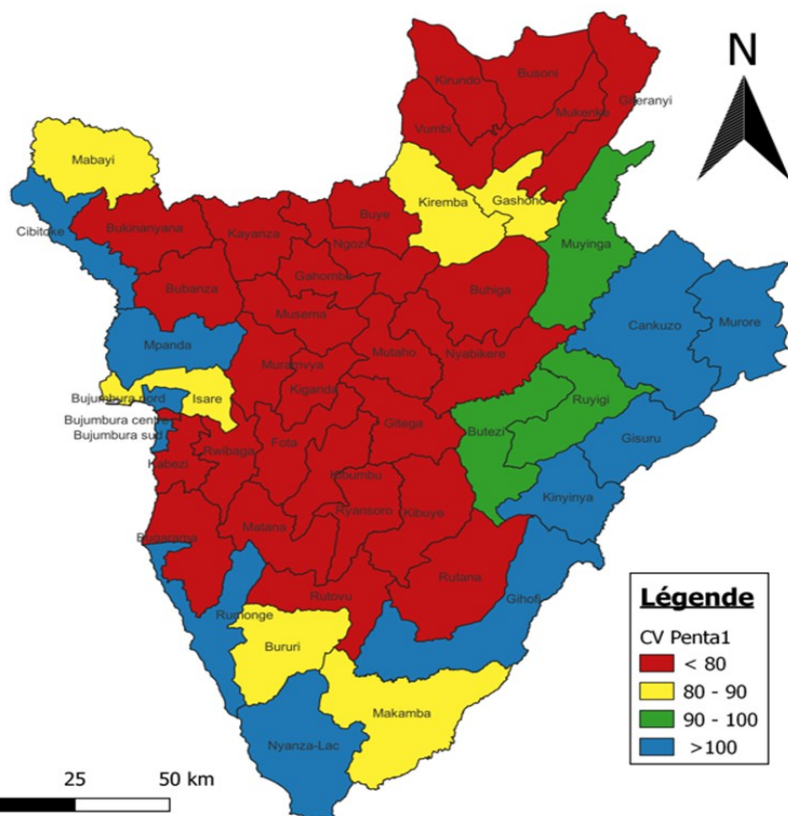 N
Kirundo
Busoni
Vumbi
Mukenke
Giteranyi
Mabayi
Kiremba
Gashoho
Cibitoke
Bukinanyana
Kayanza
Buye
Ngozi
Muyinga
Gahombo
Bubanza
Buhiga
Musema
Cankuzo
Murore
Mpanda
Muramvya
Mutaho
Nyabikere
Kiganda
Ruyigi
Bujumbura nord
Isare
Bujumbura centre
Bujumbura sud
Gitega
Butezi
Gisuru
Kabezi
Rwibaga
Fota
Kibumbu
Kinyinya
Ryansoro
Kibuye
Bugarama
Matana
Rutana
Gihofi
Rutovu
Rumonge
Bururi
Makamba
Nyanza-Lac
Légende
CV Penta1
< 80
80 - 90
90 - 100
>100
25 50 km